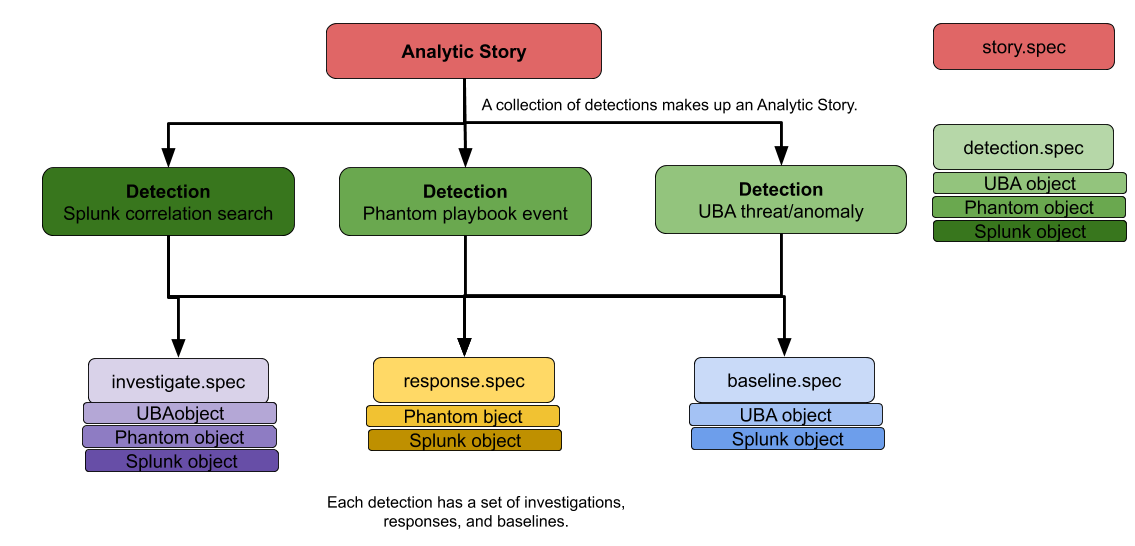 Analytic Story
story.spec
A collection of detections makes up an Analytic Story.
Detection
Splunk correlation search
Detection
Phantom playbook event
Detection
UBA threat/anomaly
detection.spec
UBA object
Phantom object
Splunk object
investigate.spec
UBAobject
Phantom object
Splunk object
response.spec
Phantom bject
Splunk object
baseline.spec
UBA object
Splunk object
Each detection has a set of investigations,
responses, and baselines.